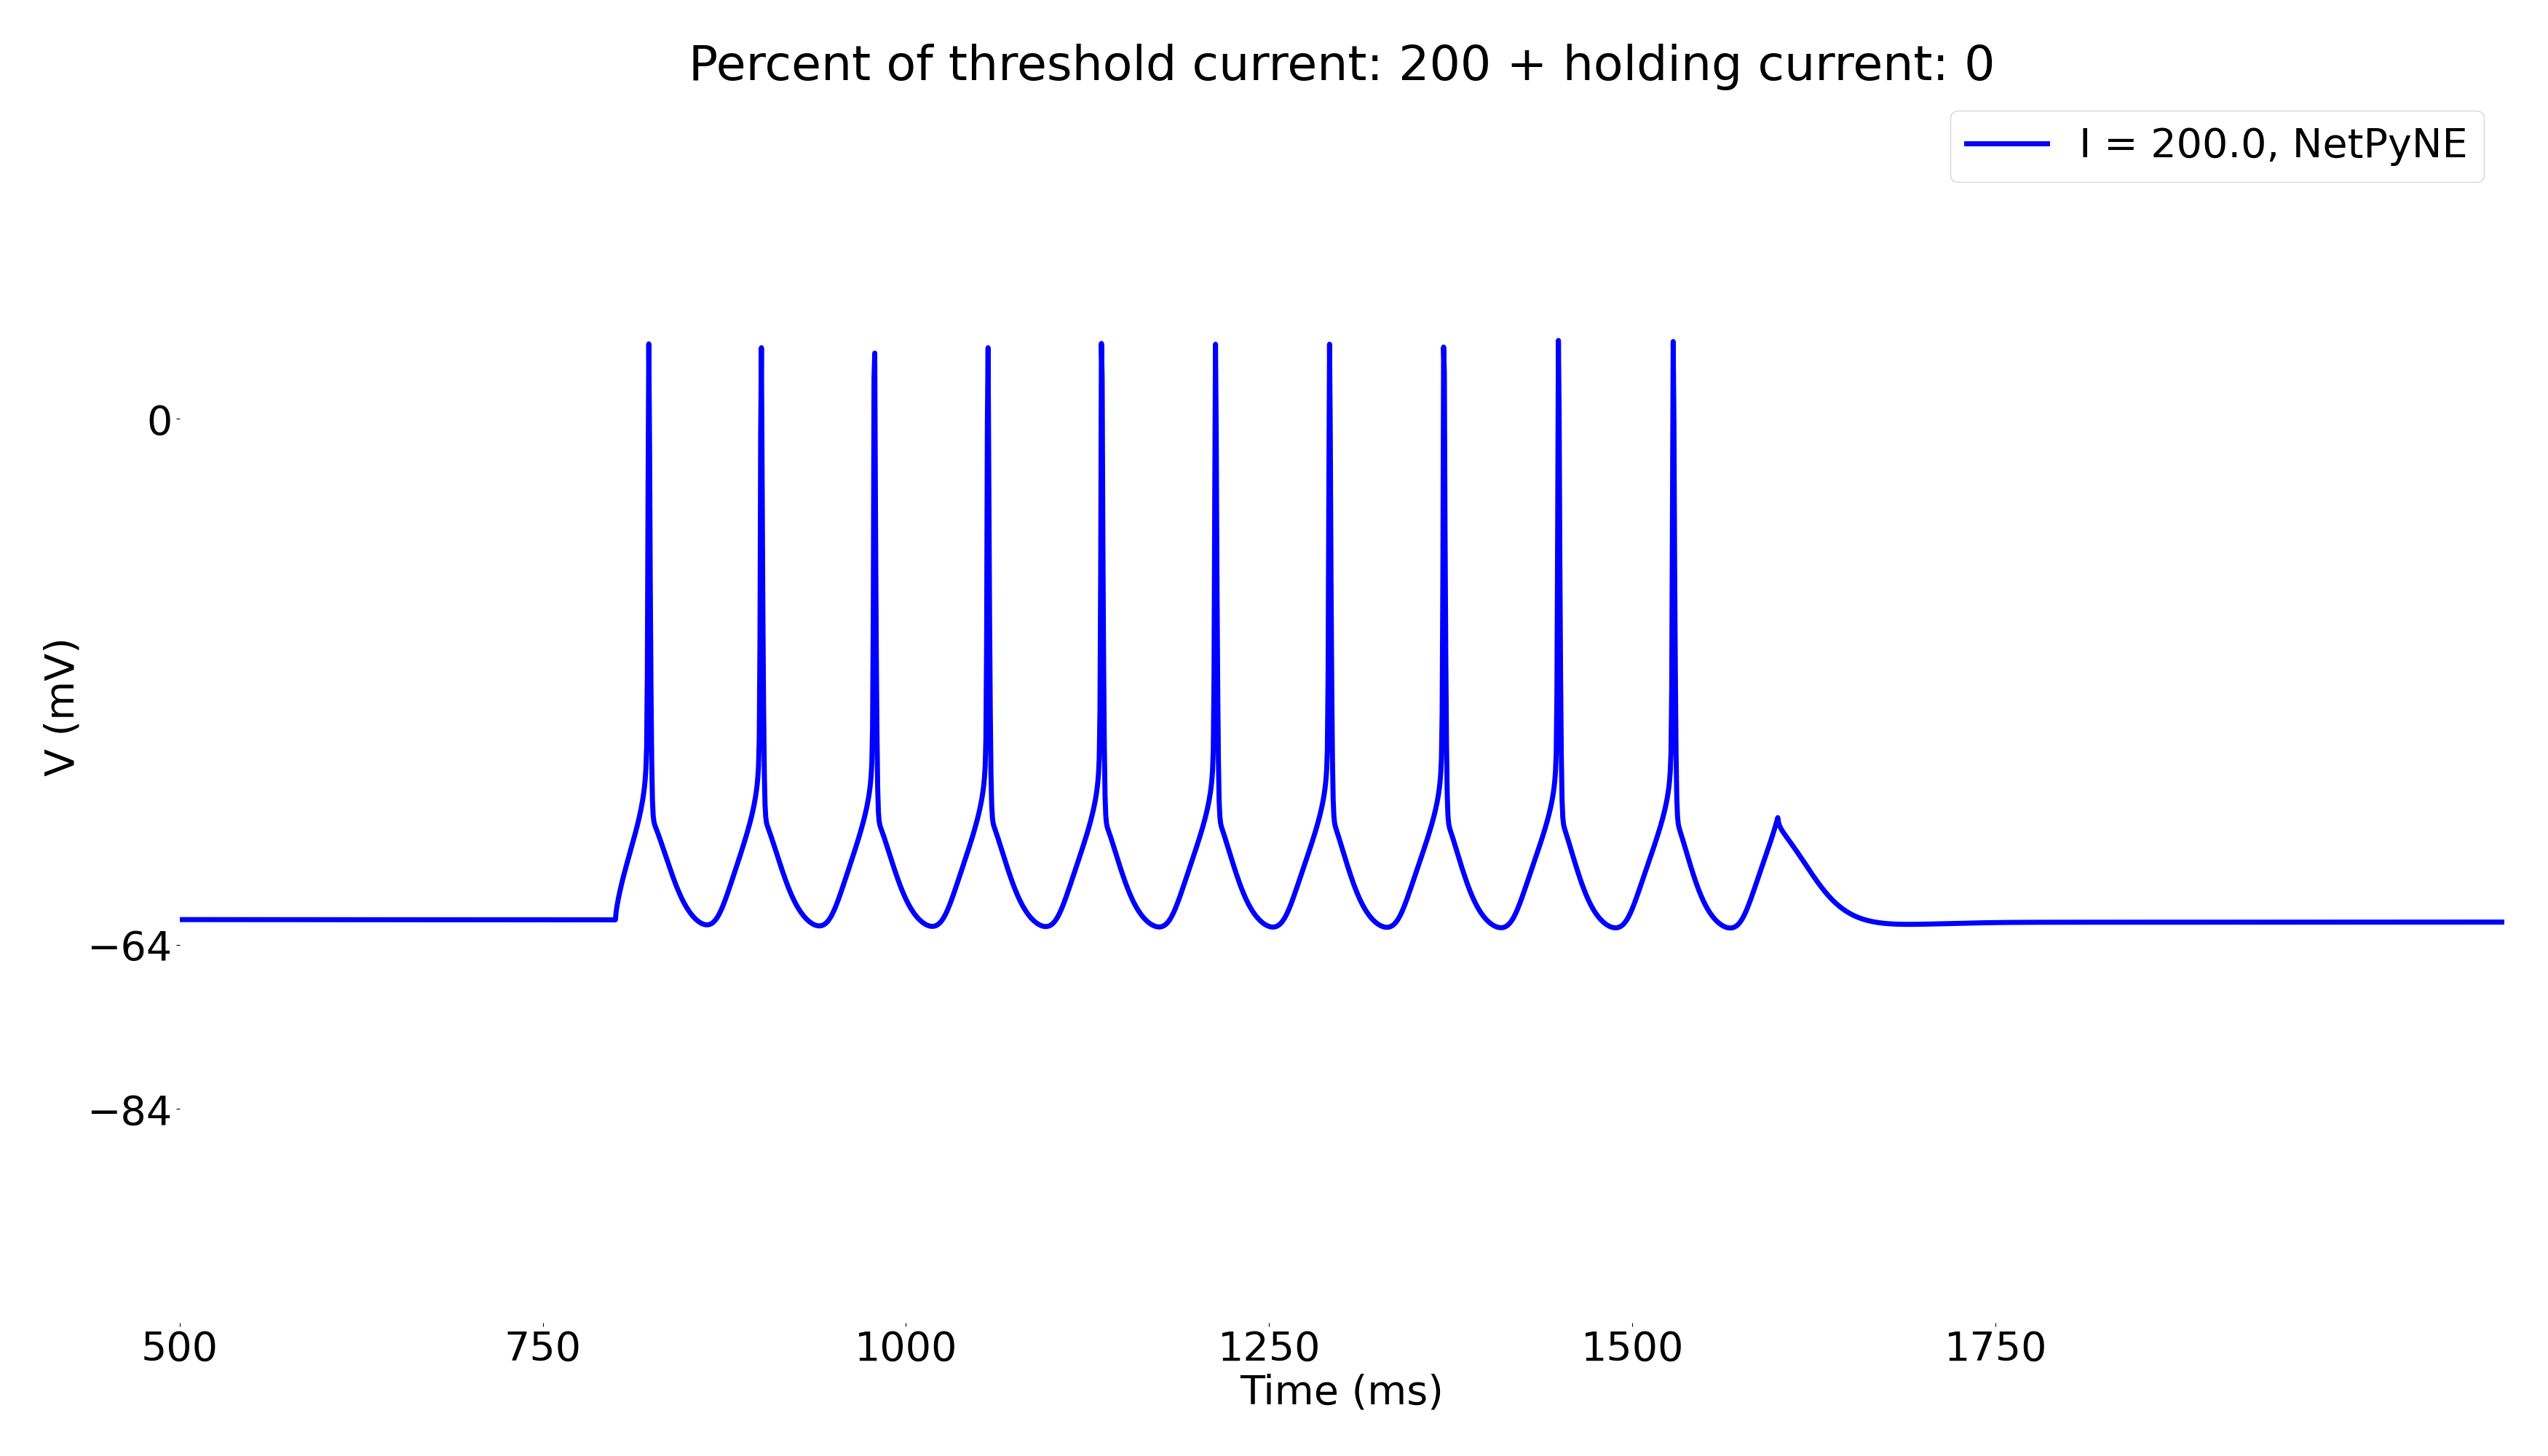 Percent of threshold current: 200 + holding current: 0
I = 200.0, NetPyNE
0
V (mV)
−64
−84
500 750 1000 1250 1500 1750
Time (ms)